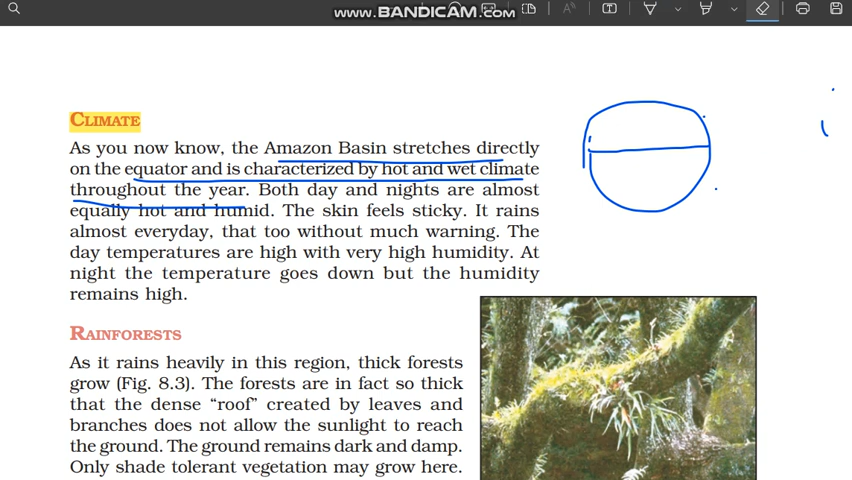 www.BANDICAM.com
CLIMATE
As you now know, the Amazon Basin stretches directly
on the equator and is characterized by hot and wet climate
throughout the year. Both day and nights are almost
equally hot and humid. The skin feels sticky. It rains
almost everyday, that too without much warning. The
day temperatures are high with very high humidity. At
night the temperature goes down but the humidity
remains high.
RAINFORESTS
As it rains heavily in this region, thick forests
grow (Fig. 8.3). The forests are in fact so thick
that the dense “roof” created by leaves and
branches does not allow the sunlight to reach
the ground. The ground remains dark and damp.
Only shade tolerant vegetation may grow here.